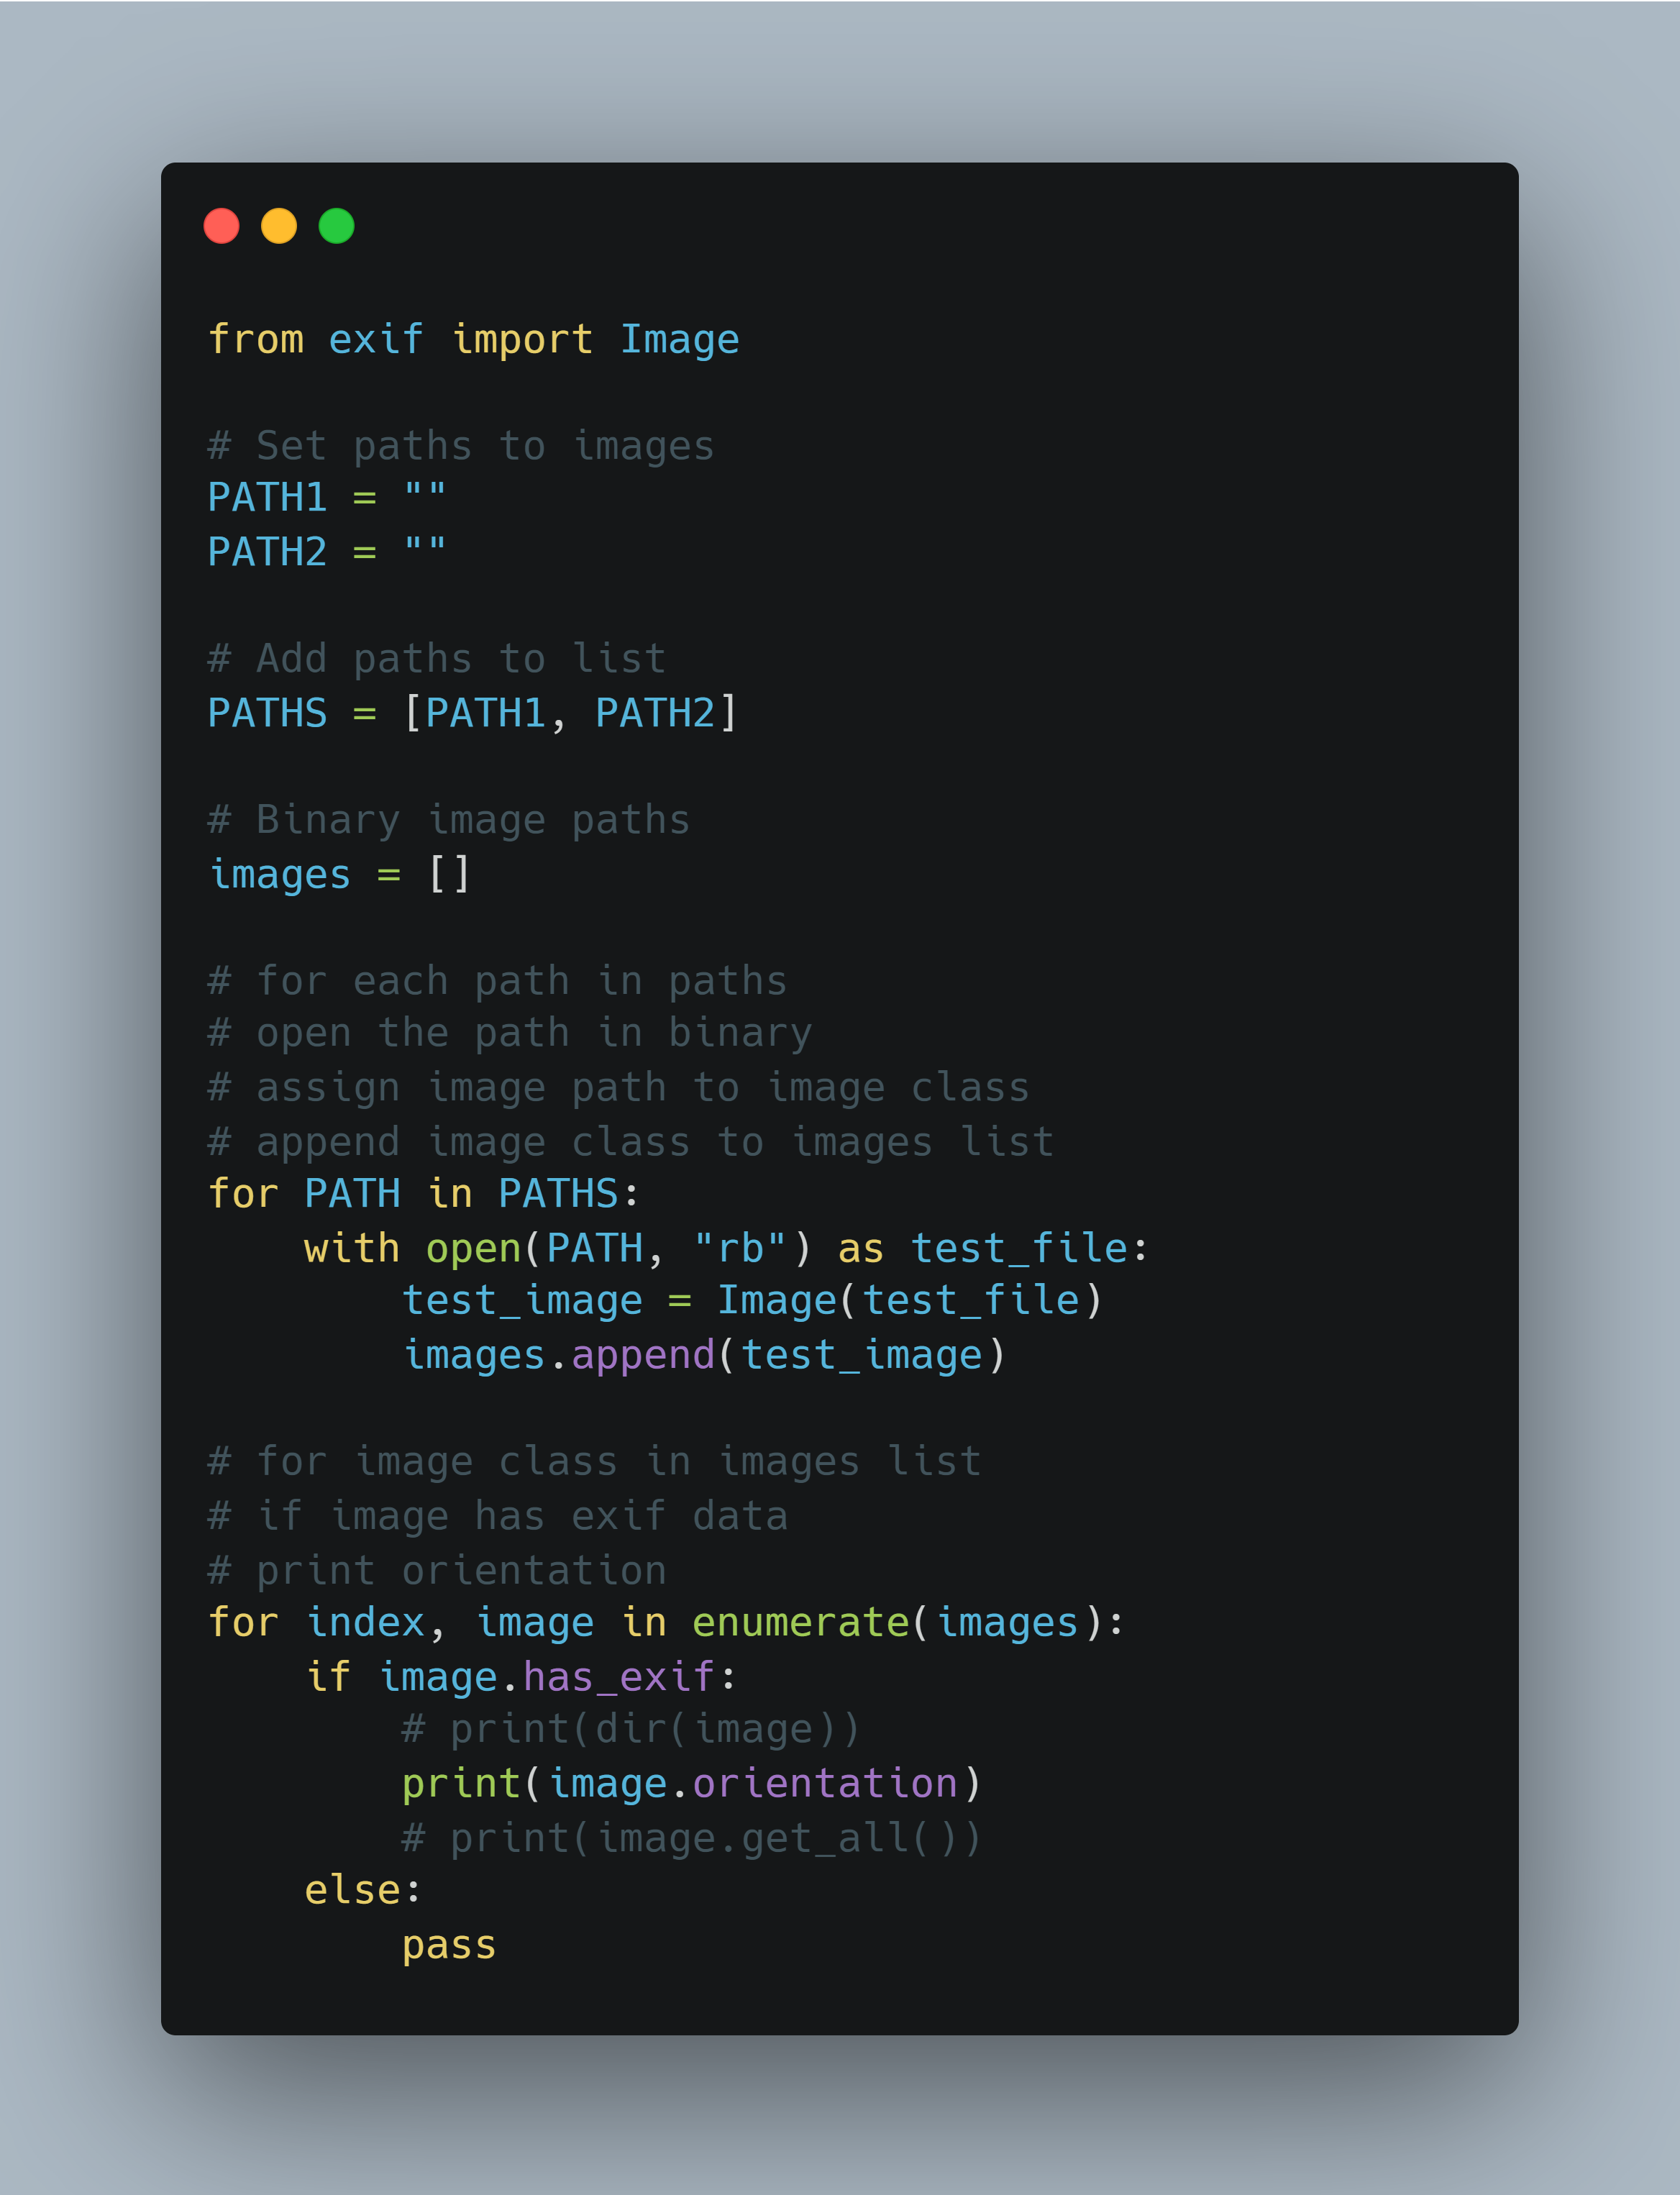 from exif import Image
# Set paths to images
PATH1 = ""
PATH2 = ""
# Add paths to list
PATHS = [PATH1, PATH2]
# Binary image paths
images = []
# for each path in paths
# open the path in binary
# assign image path to image class
# append image class to images list
for PATH in PATHS:
    with open(PATH, "rb") as test_file:
        test_image = Image(test_file)
        images.append(test_image)
# for image class in images list
# if image has exif data
# print orientation
for index, image in enumerate(images):
    if image.has_exif:
        # print(dir(image))
        print(image.orientation)
        # print(image.get_all())
    else:
        pass